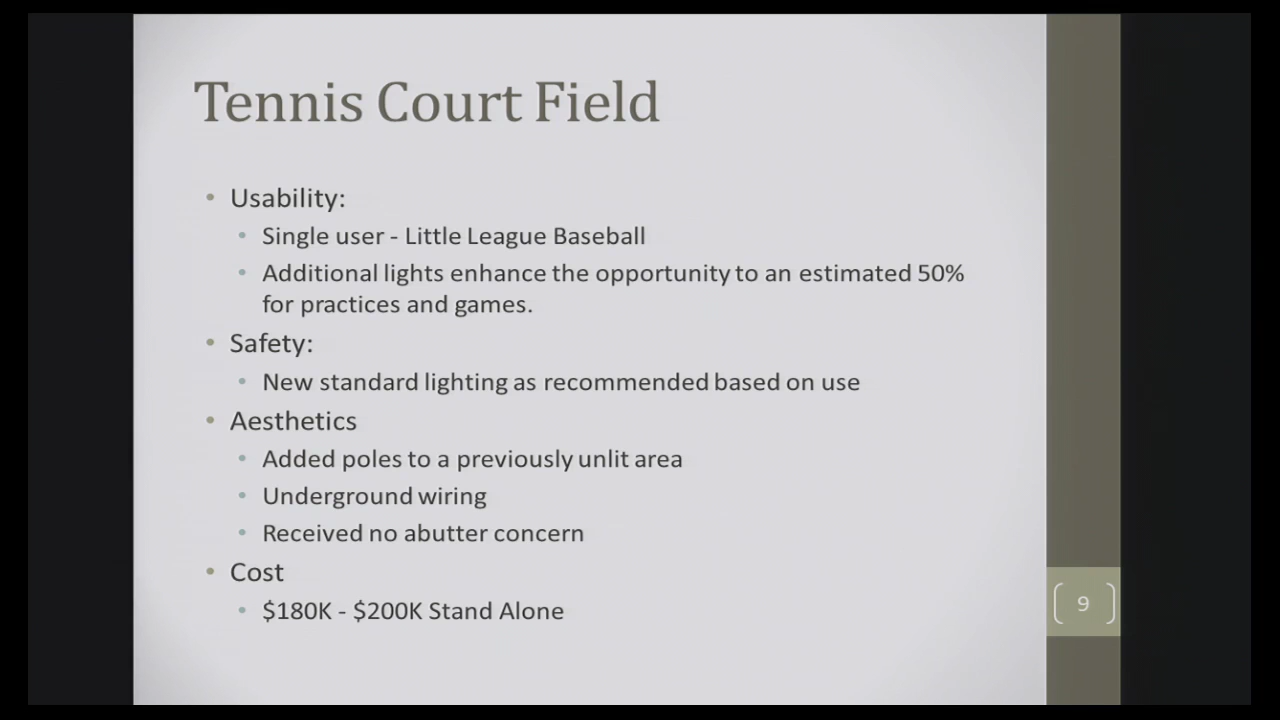 Tennis Court Field
• Usability:
• Single user - Little League Baseball
• Additional lights enhance the opportunity to an estimated 50%
for practices and games.
• Safety:
• New standard lighting as recommended based on use
• Aesthetics
• Added poles to a previously unlit area
• Underground wiring
• Received no abutter concern
• Cost
• $180K - $200K Stand Alone
9